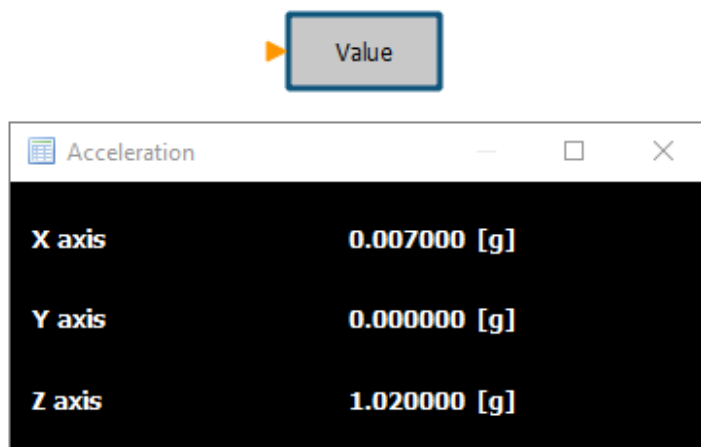 Value
Acceleration
X axis 0.007000 [g]
Y axis 0.000000 [g]
Z axis 1.020000 [g]